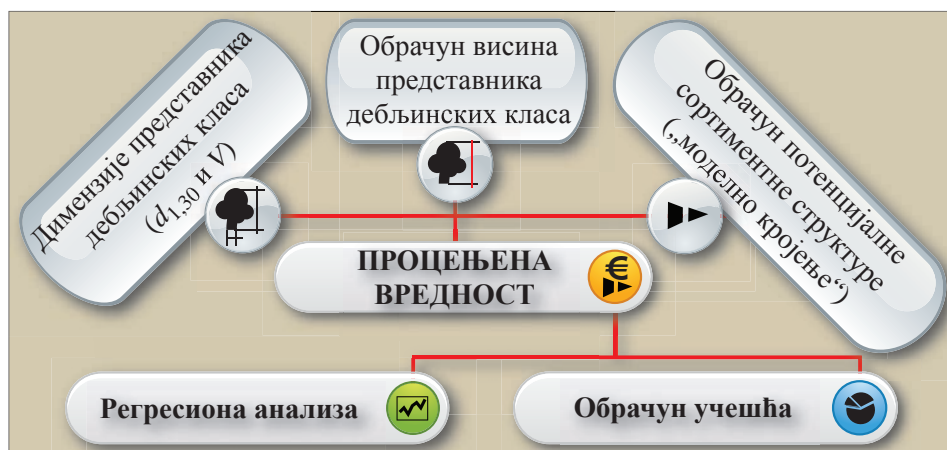 Димензије представника
дебљинских класа
(d1,30 и V)
Обрачун висина
представника
дебљинских класа
Обрачун потенцијалне
сортиментне структуре
(„моделно кројење“)
ПРОЦЕЊЕНА
ВРЕДНОСТ
€
Регресиона анализа
Обрачун учешћа